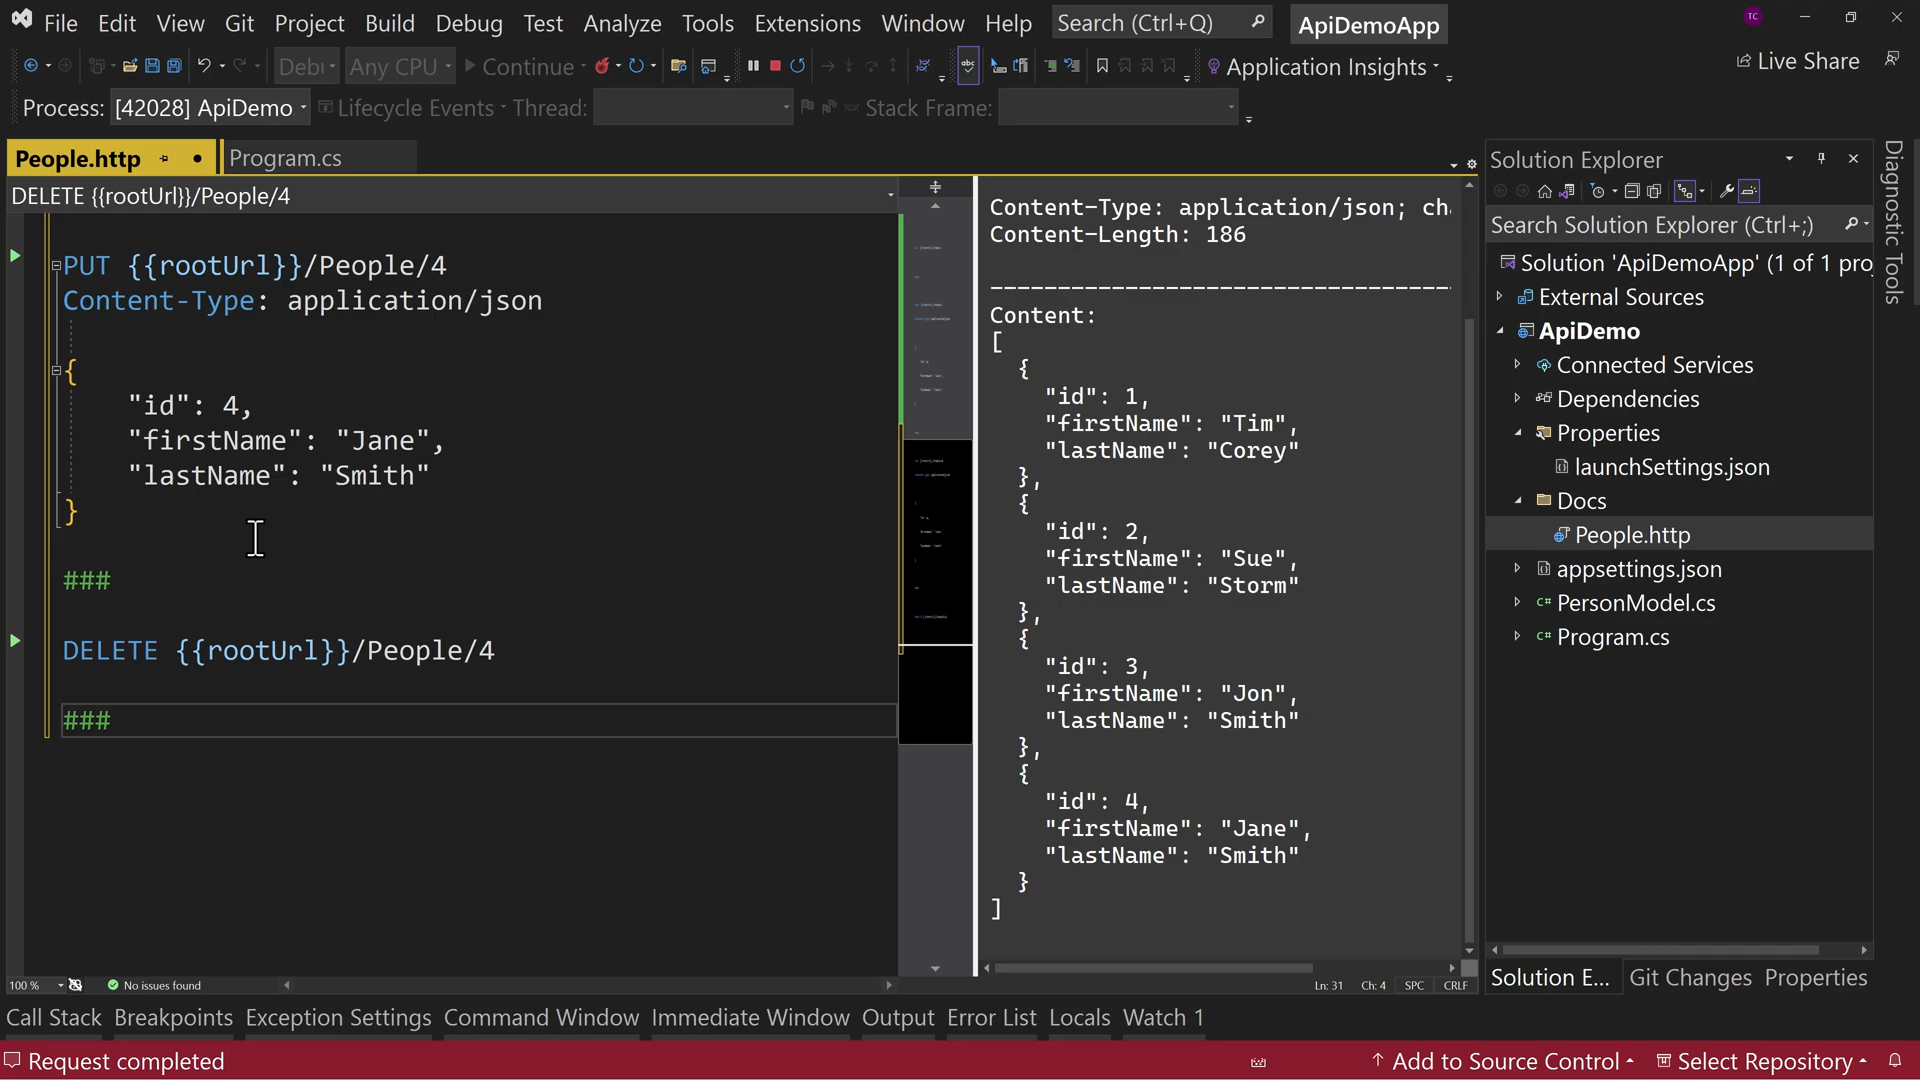 File Edit View Git Project Build Debug Test Analyze Tools Extensions Window Help Search (Ctrl+Q) ApiDemoApp TC
Any CPU Continue Application Insights Live Share
Process: [42028] ApiDemo Lifecycle Events Thread: Stack Frame:
People.http Program.cs
DELETE {{rootUrl}}/People/4
PUT {{rootUrl}}/People/4
Content-Type: application/json
{
"id": 4,
"firstName": "Jane",
"lastName": "Smith"
}
###
DELETE {{rootUrl}}/People/4
###
100 % No issues found Ln: 31 Ch: 4 SPC CRLF
Content-Type: application/json;
Content-Length: 186
--------------------------------
Content:
[
{
"id": 1,
"firstName": "Tim",
"lastName": "Corey"
},
{
"id": 2,
"firstName": "Sue",
"lastName": "Storm"
},
{
"id": 3,
"firstName": "Jon",
"lastName": "Smith"
},
{
"id": 4,
"firstName": "Jane",
"lastName": "Smith"
}
]
Solution Explorer
Search Solution Explorer (Ctrl+;)
Solution 'ApiDemoApp' (1 of 1 pro
External Sources
ApiDemo
Connected Services
Dependencies
Properties
launchSettings.json
Docs
People.http
appsettings.json
PersonModel.cs
Program.cs
Solution E... Git Changes Properties
Diagnostic Tools
Call Stack Breakpoints Exception Settings Command Window Immediate Window Output Error List Locals Watch 1
Request completed Add to Source Control Select Repository